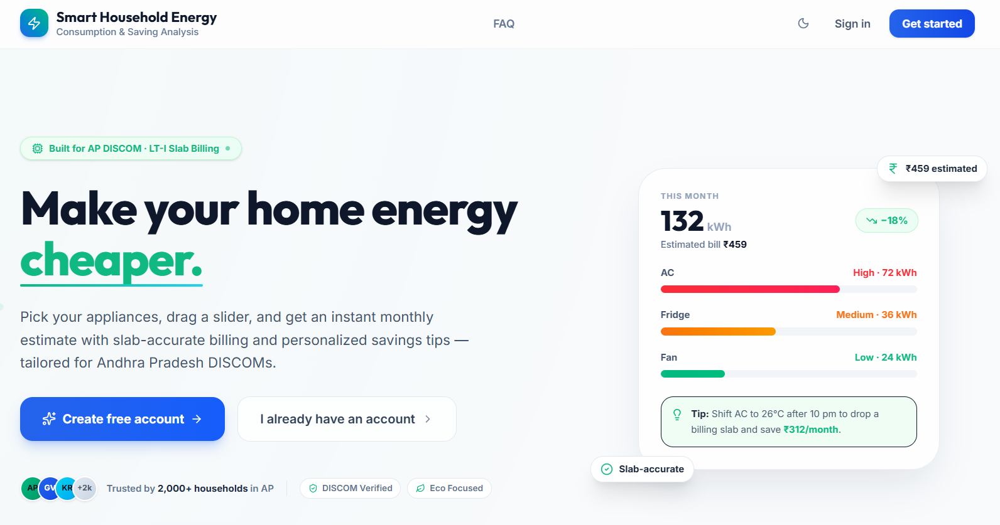 Smart Household Energy
Consumption & Saving Analysis
FAQ
Sign in
Get started
Built for AP DISCOM · LT-I Slab Billing
Make your home energy
cheaper.
Pick your appliances, drag a slider, and get an instant monthly
estimate with slab-accurate billing and personalized savings tips —
tailored for Andhra Pradesh DISCOMs.
Create free account
I already have an account
AP
GV
KR
+2k
Trusted by 2,000+ households in AP
DISCOM Verified
Eco Focused
₹459 estimated
THIS MONTH
132 kWh
−18%
Estimated bill ₹459
AC
High · 72 kWh
Fridge
Medium · 36 kWh
Fan
Low · 24 kWh
Tip: Shift AC to 26°C after 10 pm to drop a
billing slab and save ₹312/month.
Slab-accurate